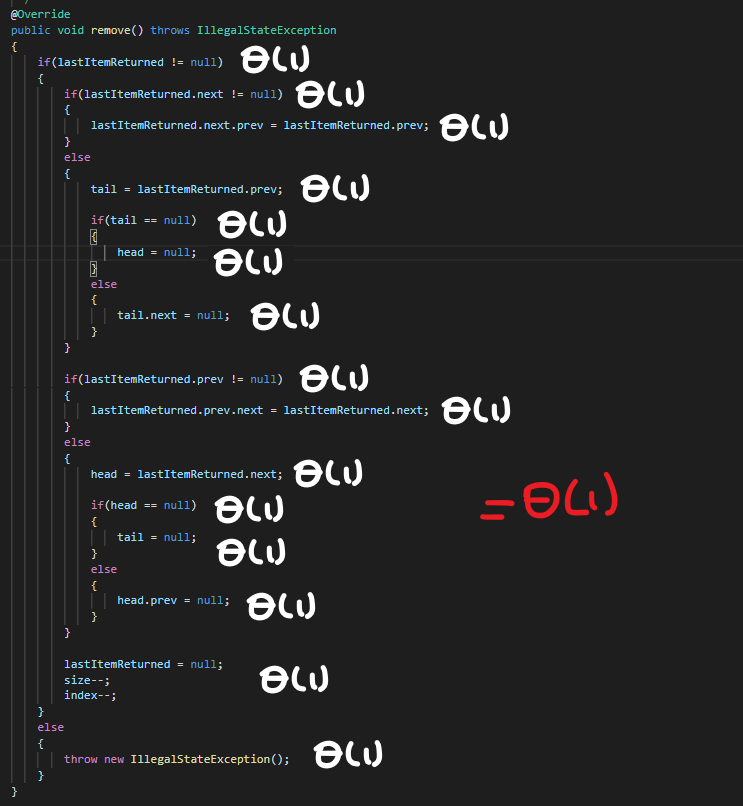 @Override
public void remove() throws IllegalStateException
{
if(lastItemReturned != null) Θ(1)
{
if(lastItemReturned.next != null) Θ(1)
{
lastItemReturned.next.prev = lastItemReturned.prev; Θ(1)
}
else
{
tail = lastItemReturned.prev; Θ(1)
if(tail == null) Θ(1)
{
head = null; Θ(1)
}
else
{
tail.next = null; Θ(1)
}
}
if(lastItemReturned.prev != null) Θ(1)
{
lastItemReturned.prev.next = lastItemReturned.next; Θ(1)
}
else
{
head = lastItemReturned.next; Θ(1)
= Θ(1)
if(head == null) Θ(1)
{
tail = null; Θ(1)
}
else
{
head.prev = null; Θ(1)
}
}
lastItemReturned = null;
size--; Θ(1)
index--;
}
else
{
throw new IllegalStateException(); Θ(1)
}
}